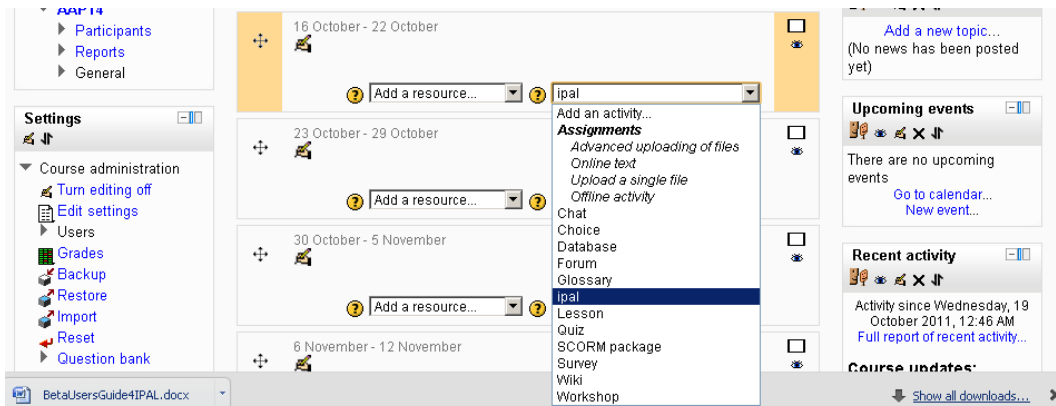 AAPT4
Participants
Reports
General
Settings
Course administration
Turn editing off
Edit settings
Users
Grades
Backup
Restore
Import
Reset
Question bank
16 October - 22 October
Add a resource...
ipal
Add an activity...
Assignments
Advanced uploading of files
Online text
Upload a single file
Offline activity
Chat
Choice
Database
Forum
Glossary
ipal
Lesson
Quiz
SCORM package
Survey
Wiki
Workshop
23 October - 29 October
Add a resource...
30 October - 5 November
Add a resource...
6 November - 12 November
Add a new topic...
(No news has been posted
yet)
Upcoming events
There are no upcoming
events
Go to calendar...
New event...
Recent activity
Activity since Wednesday, 19
October 2011, 12:46 AM
Full report of recent activity...
Course updates:
BetaUsersGuide4IPAL.docx
Show all downloads...